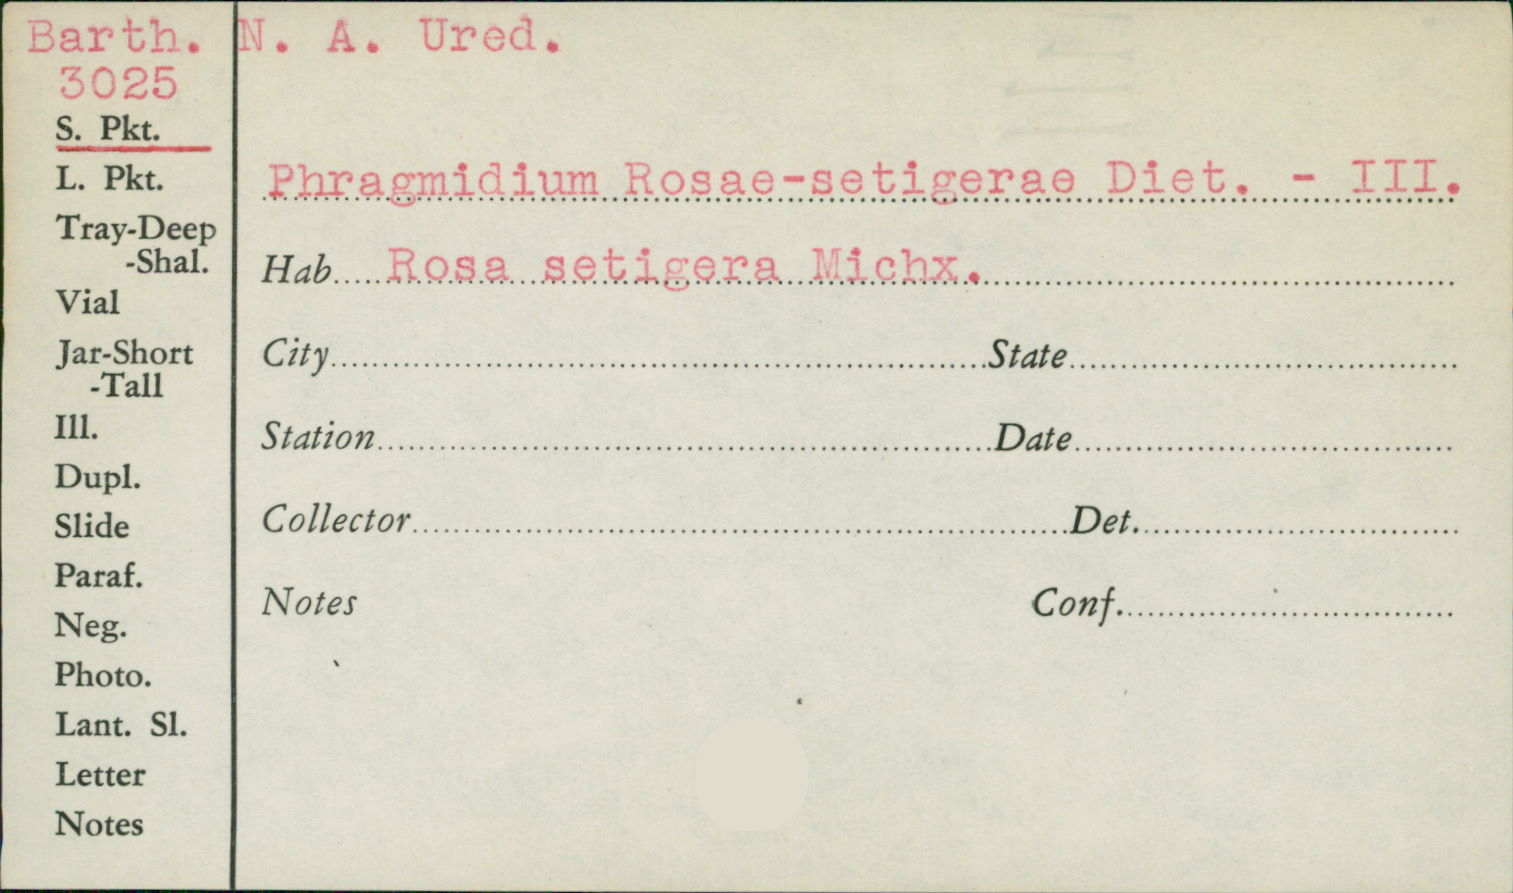 Barth. N. A. Ured.
3025
S. Pkt.
L. Pkt.
Tray-Deep
-Shal.
Vial
Jar-Short
-Tall
Ill.
Dupl.
Slide
Paraf.
Neg.
Photo.
Lant. Sl.
Letter
Notes
Phragmidium Rosae-setigerae Diet. - III.
Hab....Rosa setigera Michx.
City State
Station Date
Collector Det.
Notes Conf.